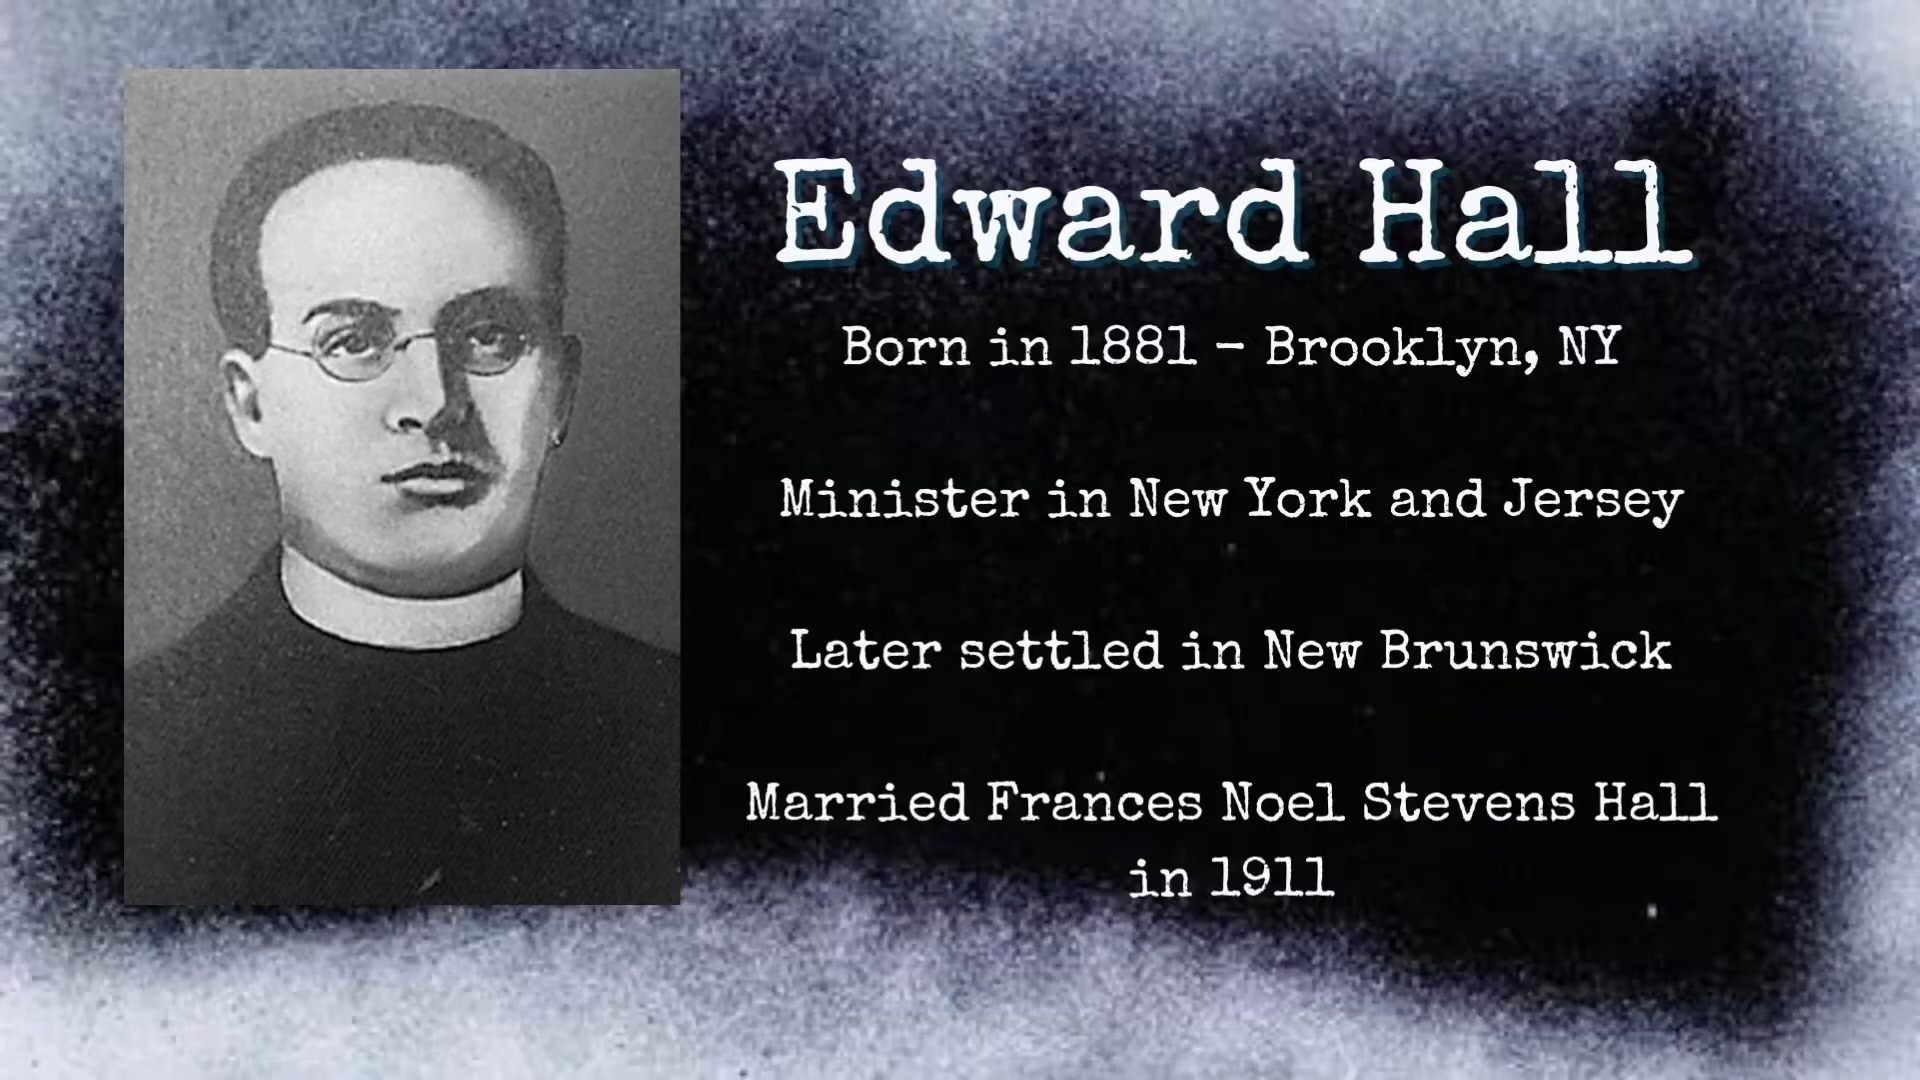 Edward Hall
Born in 1881 – Brooklyn, NY
Minister in New York and Jersey
Later settled in New Brunswick
Married Frances Noel Stevens Hall
in 1911